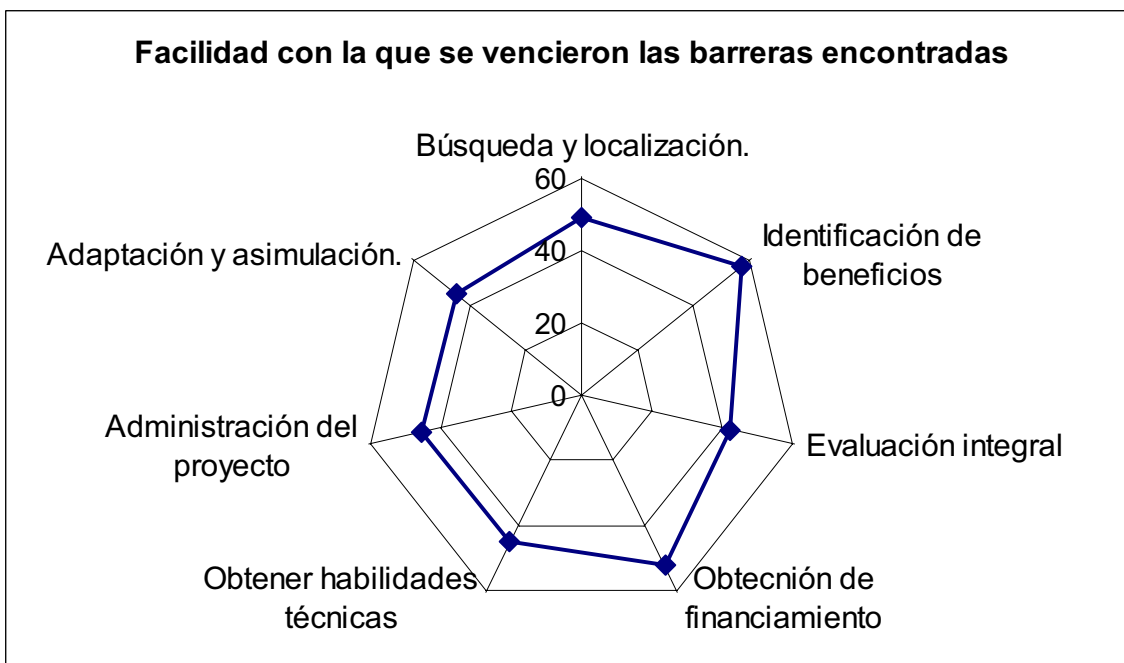 Facilidad con la que se vencieron las barreras encontradas
Búsqueda y localización.
60
40
20
0
Identificación de
beneficios
Evaluación integral
Obtecnión de
financiamiento
Obtener habilidades
técnicas
Administración del
proyecto
Adaptación y asimulación.